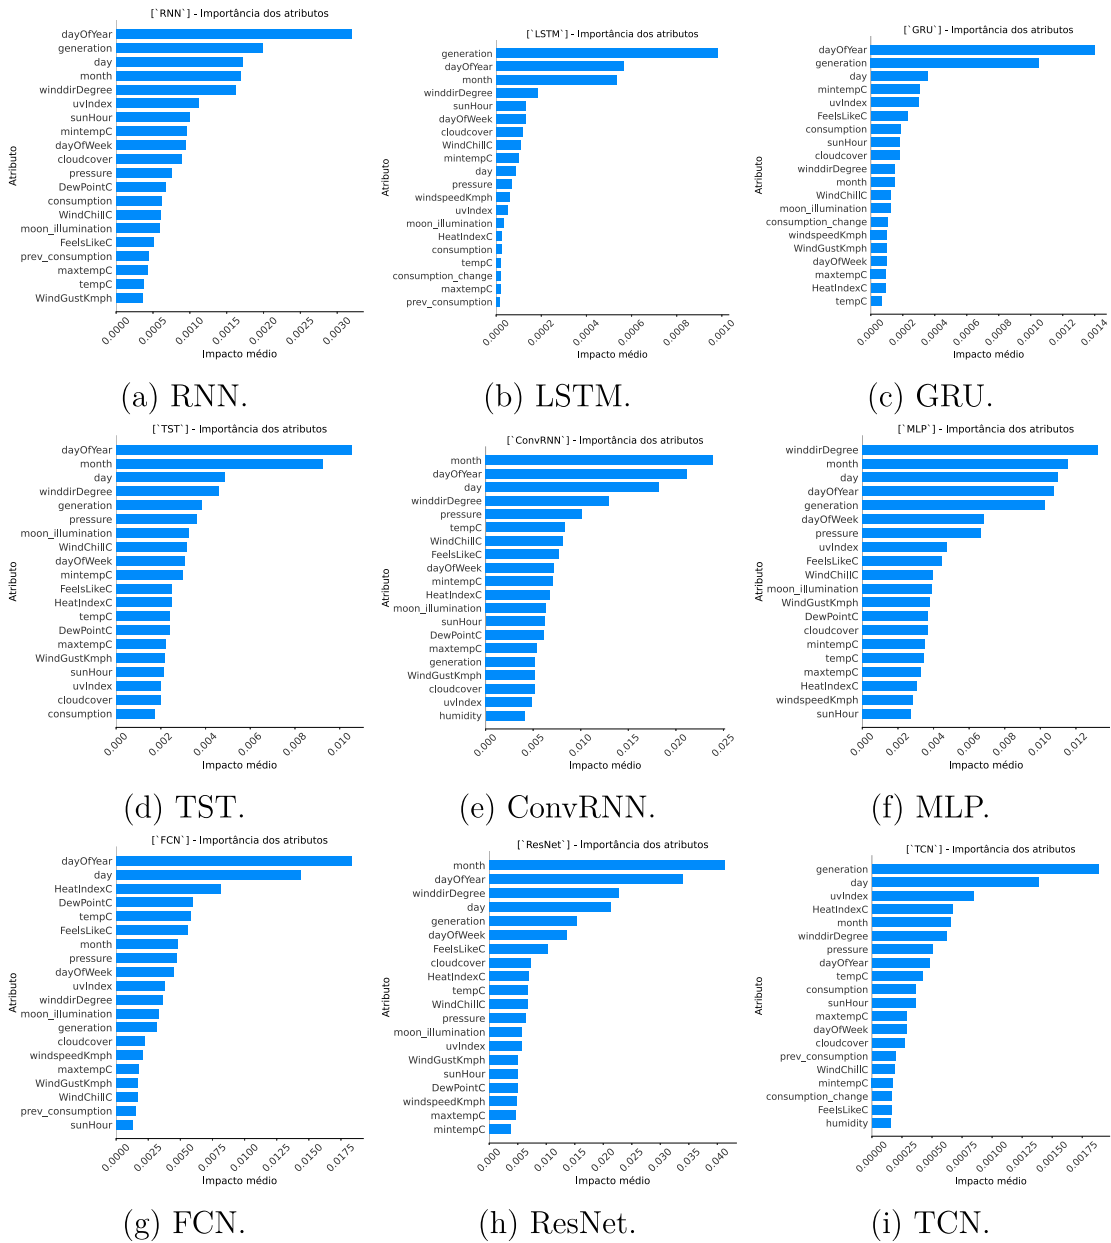 [`RNN`] - Importância dos atributos
Atributo
dayOfYear
generation
day
month
winddirDegree
uvIndex
sunHour
mintempC
dayOfWeek
cloudcover
pressure
DewPointC
consumption
WindChillC
moon_illumination
FeelsLikeC
prev_consumption
maxtempC
tempC
WindGustKmph
0.0000 0.0005 0.0010 0.0015 0.0020 0.0025 0.0030
Impacto médio
(a) RNN.
[`LSTM`] - Importância dos atributos
Atributo
generation
dayOfYear
month
winddirDegree
sunHour
dayOfWeek
cloudcover
WindChillC
mintempC
day
pressure
windspeedKmph
uvIndex
moon_illumination
HeatIndexC
consumption
tempC
consumption_change
maxtempC
prev_consumption
0.0000 0.0002 0.0004 0.0006 0.0008 0.0010
Impacto médio
(b) LSTM.
[`GRU`] - Importância dos atributos
Atributo
dayOfYear
generation
day
mintempC
uvIndex
FeelsLikeC
consumption
sunHour
cloudcover
winddirDegree
month
WindChillC
moon_illumination
consumption_change
windspeedKmph
WindGustKmph
dayOfWeek
maxtempC
HeatIndexC
tempC
0.0000 0.0002 0.0004 0.0006 0.0008 0.0010 0.0012 0.0014
Impacto médio
(c) GRU.
[`TST`] - Importância dos atributos
Atributo
dayOfYear
month
day
winddirDegree
generation
pressure
moon_illumination
WindChillC
dayOfWeek
mintempC
FeelsLikeC
HeatIndexC
tempC
DewPointC
maxtempC
WindGustKmph
sunHour
uvIndex
cloudcover
consumption
0.000 0.002 0.004 0.006 0.008 0.010
Impacto médio
(d) TST.
[`ConvRNN`] - Importância dos atributos
Atributo
month
dayOfYear
day
winddirDegree
pressure
tempC
WindChillC
FeelsLikeC
dayOfWeek
mintempC
HeatIndexC
moon_illumination
sunHour
DewPointC
maxtempC
generation
WindGustKmph
cloudcover
uvIndex
humidity
0.000 0.005 0.010 0.015 0.020 0.025
Impacto médio
(e) ConvRNN.
[`MLP`] - Importância dos atributos
Atributo
winddirDegree
month
day
dayOfYear
generation
dayOfWeek
pressure
uvIndex
FeelsLikeC
WindChillC
moon_illumination
WindGustKmph
DewPointC
cloudcover
mintempC
tempC
maxtempC
HeatIndexC
windspeedKmph
sunHour
0.000 0.002 0.004 0.006 0.008 0.010 0.012
Impacto médio
(f) MLP.
[`FCN`] - Importância dos atributos
Atributo
dayOfYear
day
HeatIndexC
DewPointC
tempC
FeelsLikeC
month
pressure
dayOfWeek
uvIndex
winddirDegree
moon_illumination
generation
cloudcover
windspeedKmph
maxtempC
WindGustKmph
WindChillC
prev_consumption
sunHour
0.0000 0.0025 0.0050 0.0075 0.0100 0.0125 0.0150 0.0175
Impacto médio
(g) FCN.
[`ResNet`] - Importância dos atributos
Atributo
month
dayOfYear
winddirDegree
day
generation
dayOfWeek
FeelsLikeC
cloudcover
HeatIndexC
tempC
WindChillC
pressure
moon_illumination
uvIndex
WindGustKmph
sunHour
DewPointC
windspeedKmph
maxtempC
mintempC
0.000 0.005 0.010 0.015 0.020 0.025 0.030 0.035 0.040
Impacto médio
(h) ResNet.
[`TCN`] - Importância dos atributos
Atributo
generation
day
uvIndex
HeatIndexC
month
winddirDegree
pressure
dayOfYear
tempC
consumption
sunHour
maxtempC
dayOfWeek
cloudcover
prev_consumption
WindChillC
mintempC
consumption_change
FeelsLikeC
humidity
0.00000 0.00025 0.00050 0.00075 0.00100 0.00125 0.00150 0.00175
Impacto médio
(i) TCN.